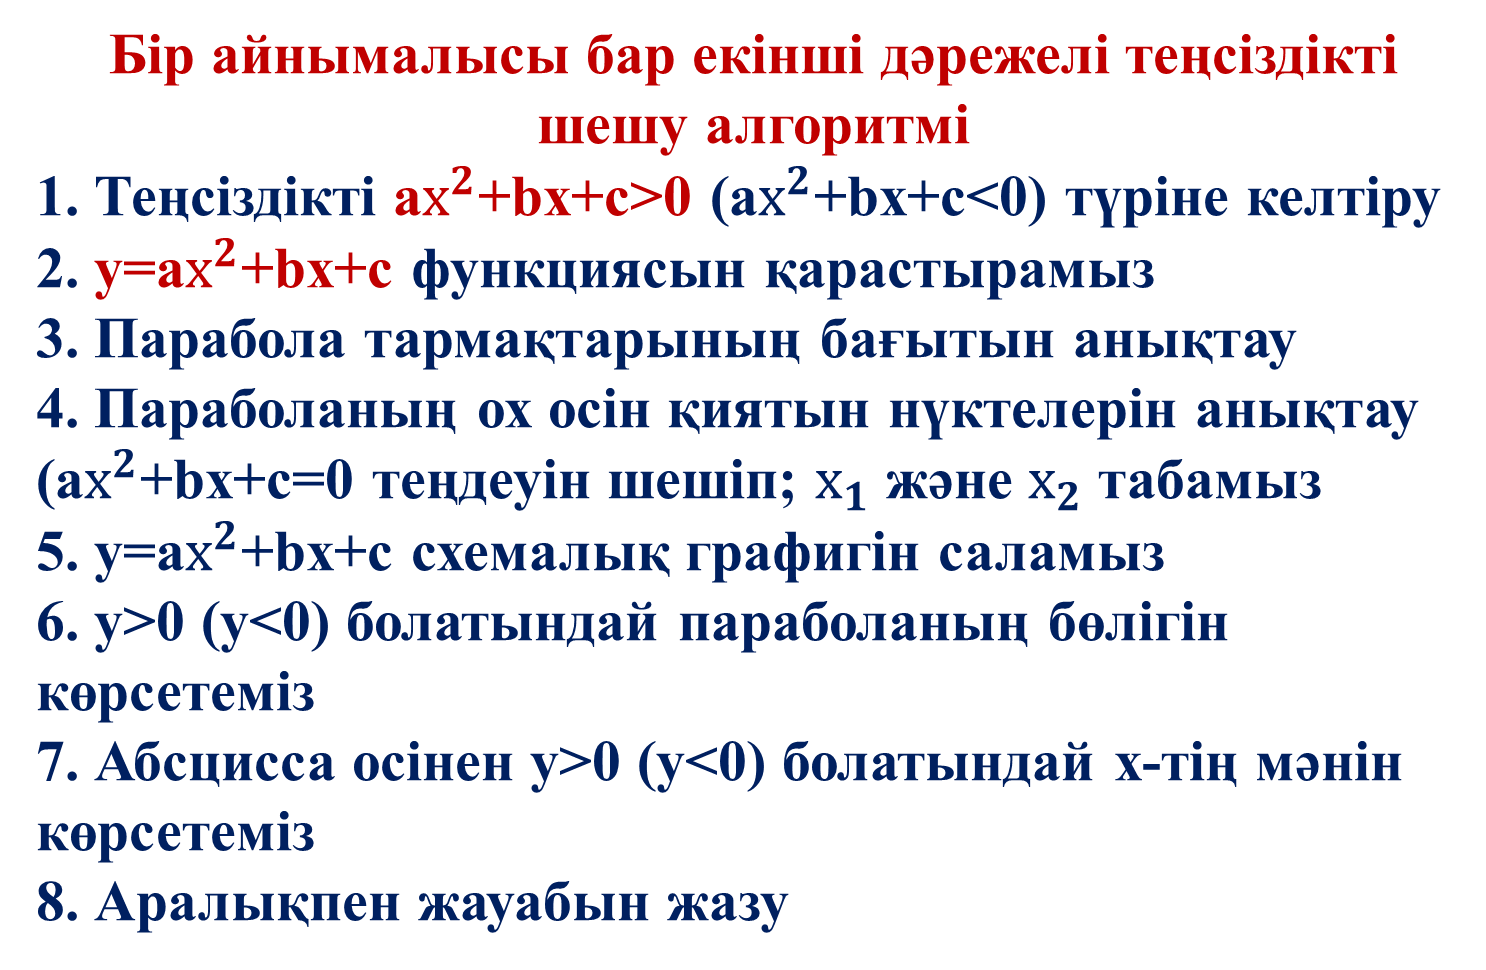 Бір айнымалысы бар екінші дәрежелі теңсіздікті
шешу алгоритмі
1. Теңсіздікті ax²+bx+c>0 (ax²+bx+c<0) түріне келтіру
2. y=ax²+bx+c функциясын қарастырамыз
3. Парабола тармақтарының бағытын анықтау
4. Параболаның ох осін қиятын нүктелерін анықтау
(ax²+bx+c=0 теңдеуін шешіп; x₁ және x₂ табамыз
5. y=ax²+bx+c схемалық графигін саламыз
6. y>0 (y<0) болатындай параболаның бөлігін
көрсетеміз
7. Абсцисса осінен y>0 (y<0) болатындай х-тің мәнін
көрсетеміз
8. Аралықпен жауабын жазу